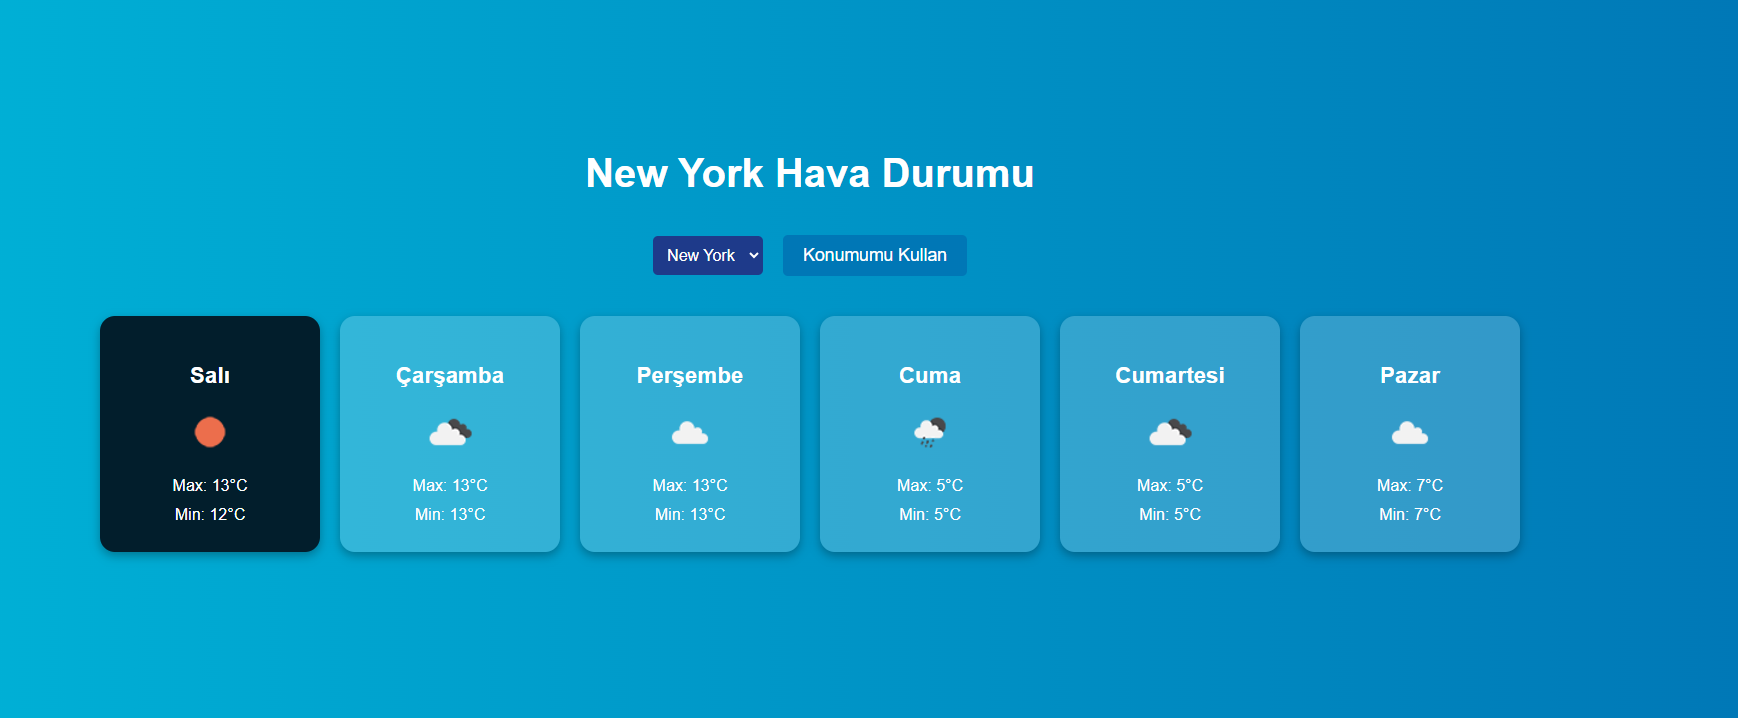 New York Hava Durumu
New York
Konumumu Kullan
Salı
Max: 13°C
Min: 12°C
Çarşamba
Max: 13°C
Min: 13°C
Perşembe
Max: 13°C
Min: 13°C
Cuma
Max: 5°C
Min: 5°C
Cumartesi
Max: 5°C
Min: 5°C
Pazar
Max: 7°C
Min: 7°C